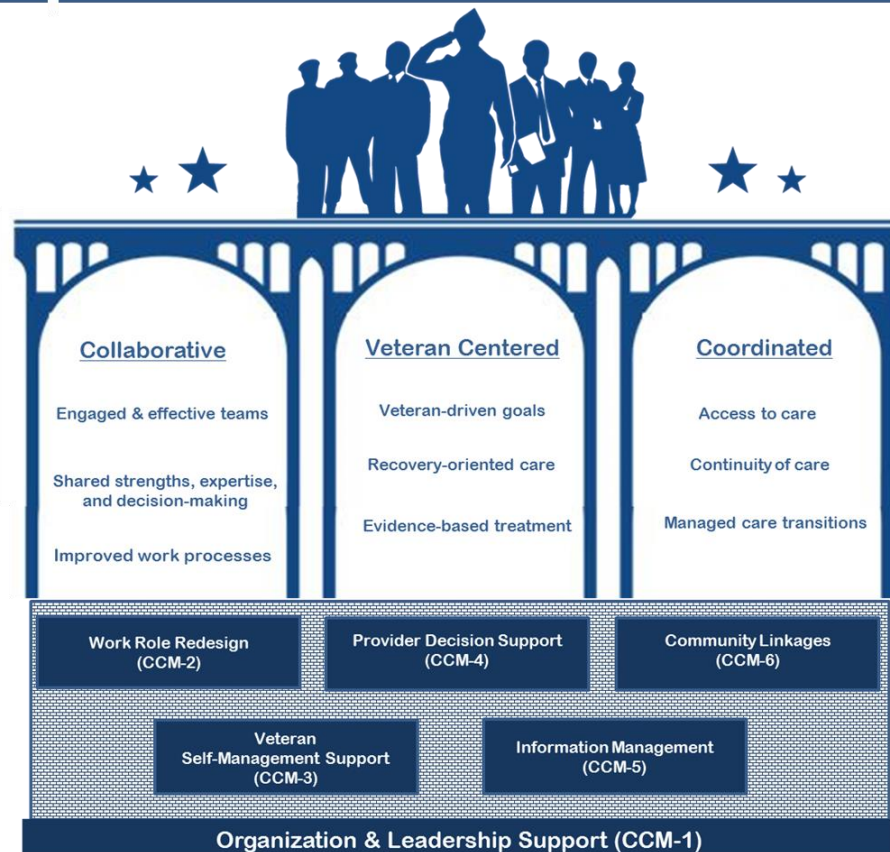 Collaborative
Engaged & effective teams
Shared strengths, expertise,
and decision-making
Improved work processes
Veteran Centered
Veteran-driven goals
Recovery-oriented care
Evidence-based treatment
Coordinated
Access to care
Continuity of care
Managed care transitions
Work Role Redesign
(CCM-2)
Provider Decision Support
(CCM-4)
Community Linkages
(CCM-6)
Veteran
Self-Management Support
(CCM-3)
Information Management
(CCM-5)
Organization & Leadership Support (CCM-1)